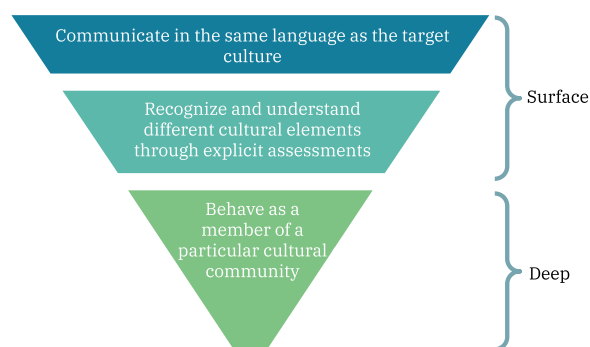 Communicate in the same language as the target
culture
Surface
Recognize and understand
different cultural elements
through explicit assessments
Behave as a
member of a
particular cultural
community
Deep